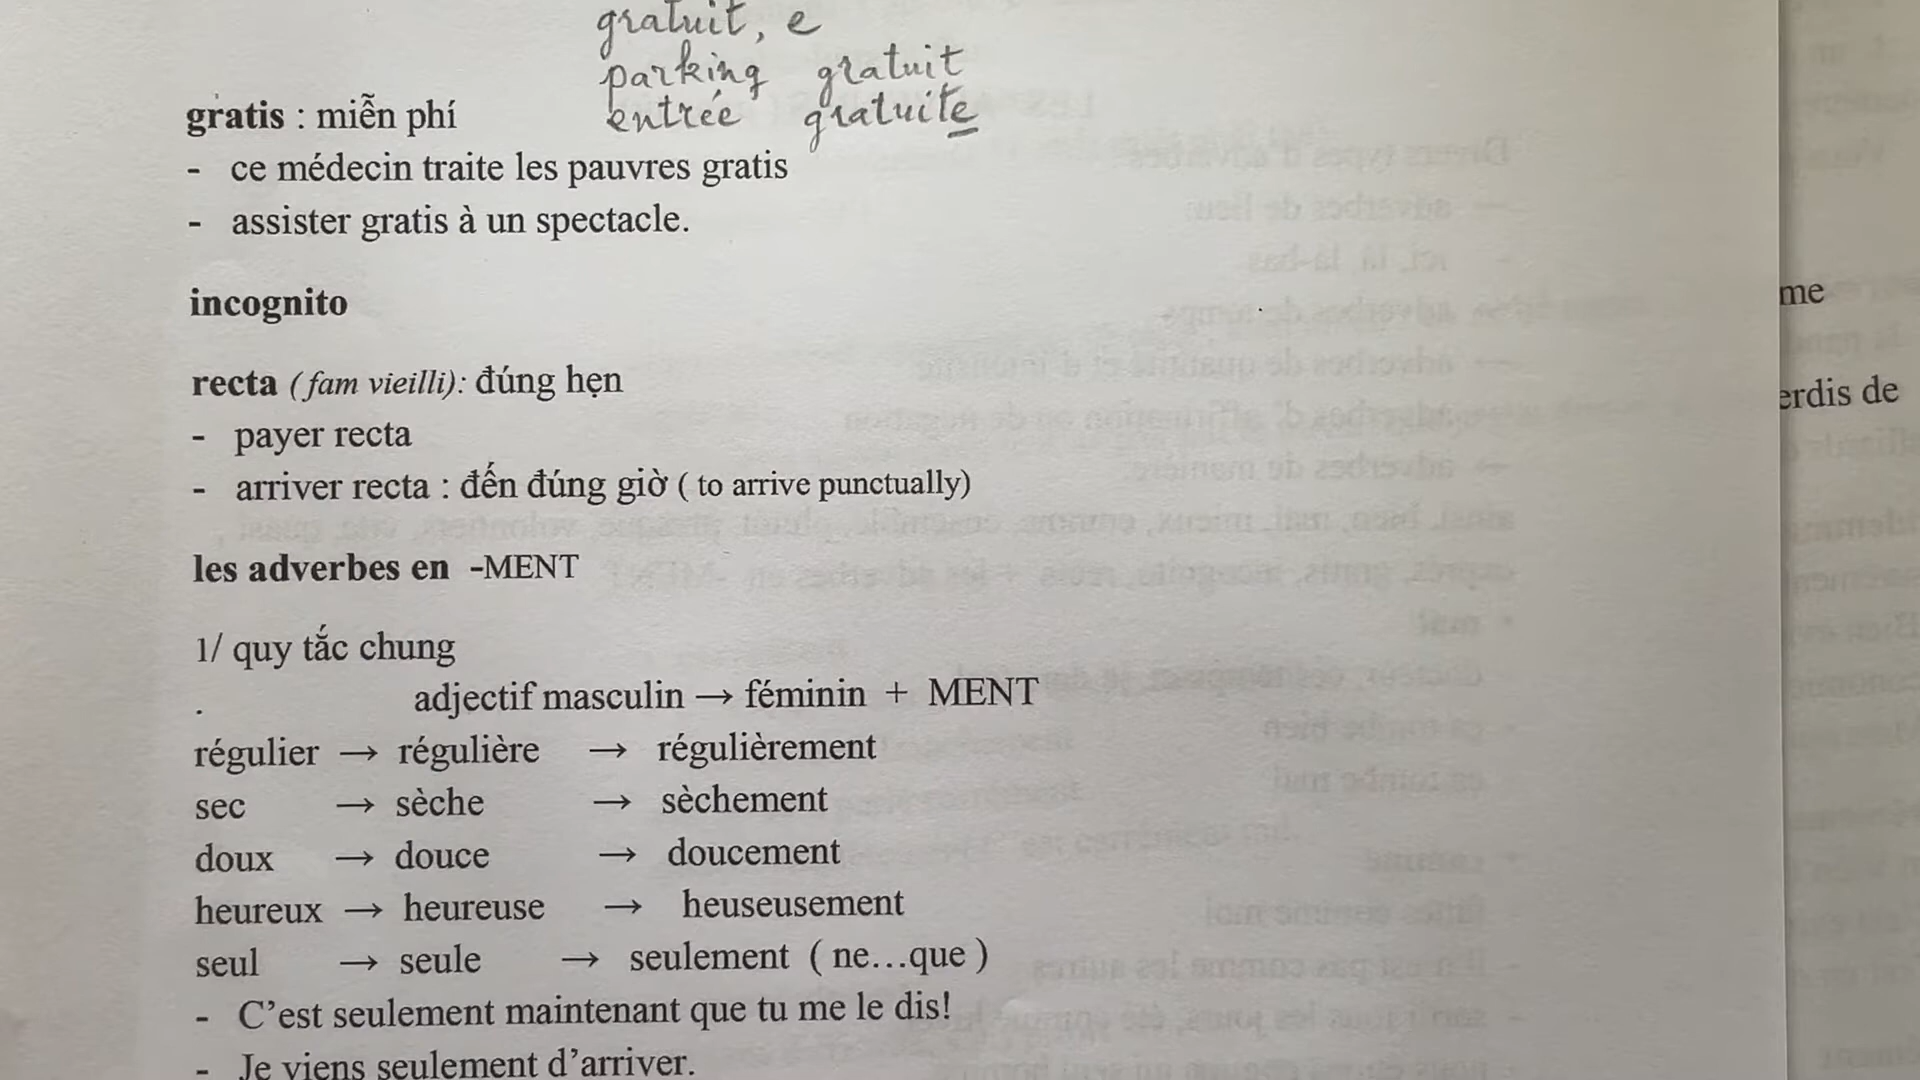 gratuit, e
parking gratuit
entrée gratuite
gratis : miễn phí
- ce médecin traite les pauvres gratis
- assister gratis à un spectacle.
incognito
recta (fam vieilli): đúng hẹn
- payer recta
- arriver recta : đến đúng giờ ( to arrive punctually)
les adverbes en -MENT
1/ quy tắc chung
. adjectif masculin → féminin + MENT
régulier → régulière → régulièrement
sec → sèche → sèchement
doux → douce → doucement
heureux → heureuse → heuseusement
seul → seule → seulement ( ne…que )
- C’est seulement maintenant que tu me le dis!
- Je viens seulement d’arriver.
me
erdis de